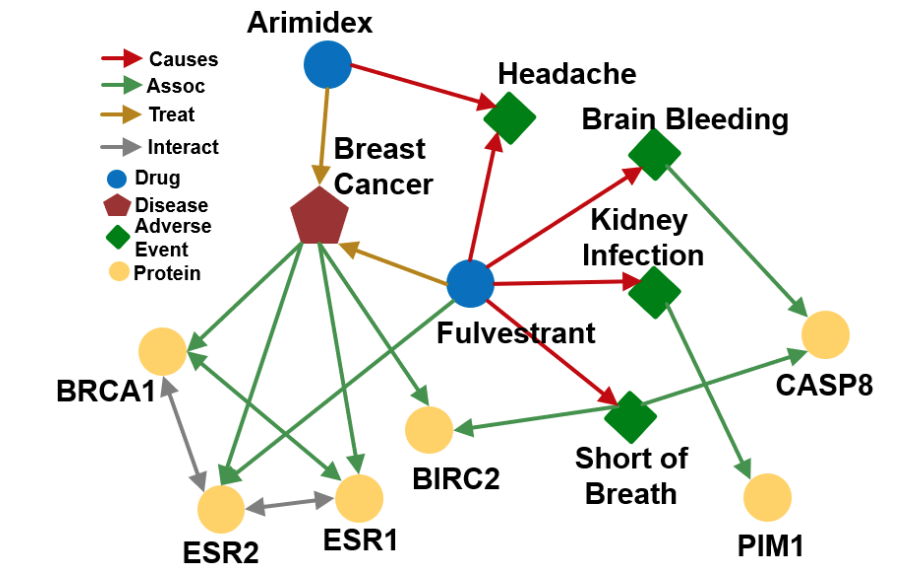 Arimidex
Causes
Assoc
Treat
Interact
Drug
Disease
Adverse
Event
Protein
Headache
Brain Bleeding
Breast
Cancer
Kidney
Infection
Fulvestrant
BRCA1
CASP8
BIRC2
Short of
Breath
ESR2
ESR1
PIM1